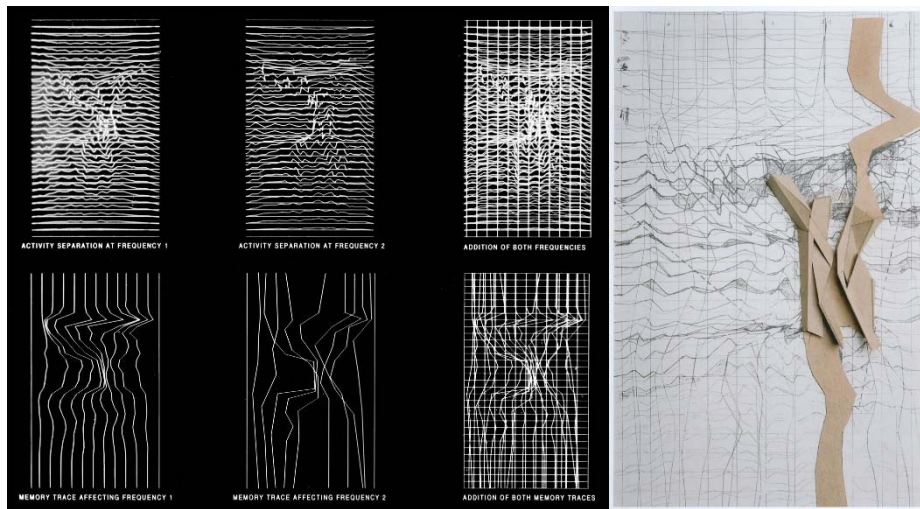 ACTIVITY SEPARATION AT FREQUENCY 1
ACTIVITY SEPARATION AT FREQUENCY 2
ADDITION OF BOTH FREQUENCIES
MEMORY TRACE AFFECTING FREQUENCY 1
MEMORY TRACE AFFECTING FREQUENCY 2
ADDITION OF BOTH MEMORY TRACES